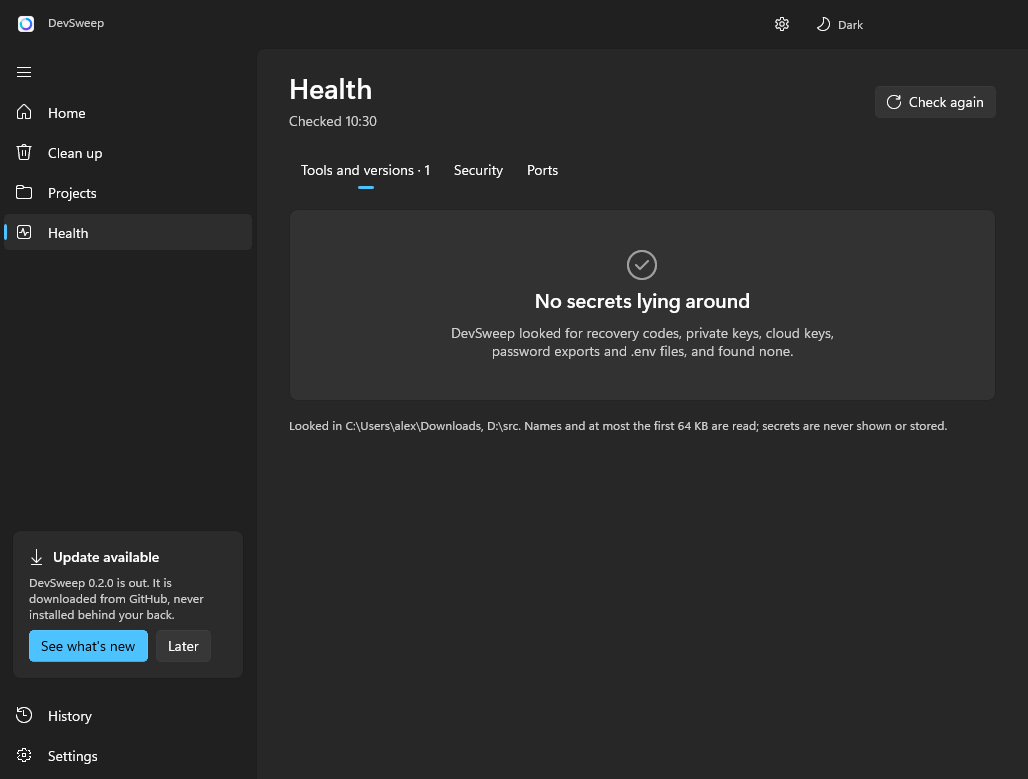 DevSweep
Dark
Home
Clean up
Projects
Health
Health
Checked 10:30
Check again
Tools and versions · 1
Security
Ports
No secrets lying around
DevSweep looked for recovery codes, private keys, cloud keys,
password exports and .env files, and found none.
Looked in C:\Users\alex\Downloads, D:\src. Names and at most the first 64 KB are read; secrets are never shown or stored.
Update available
DevSweep 0.2.0 is out. It is
downloaded from GitHub, never
installed behind your back.
See what's new
Later
History
Settings